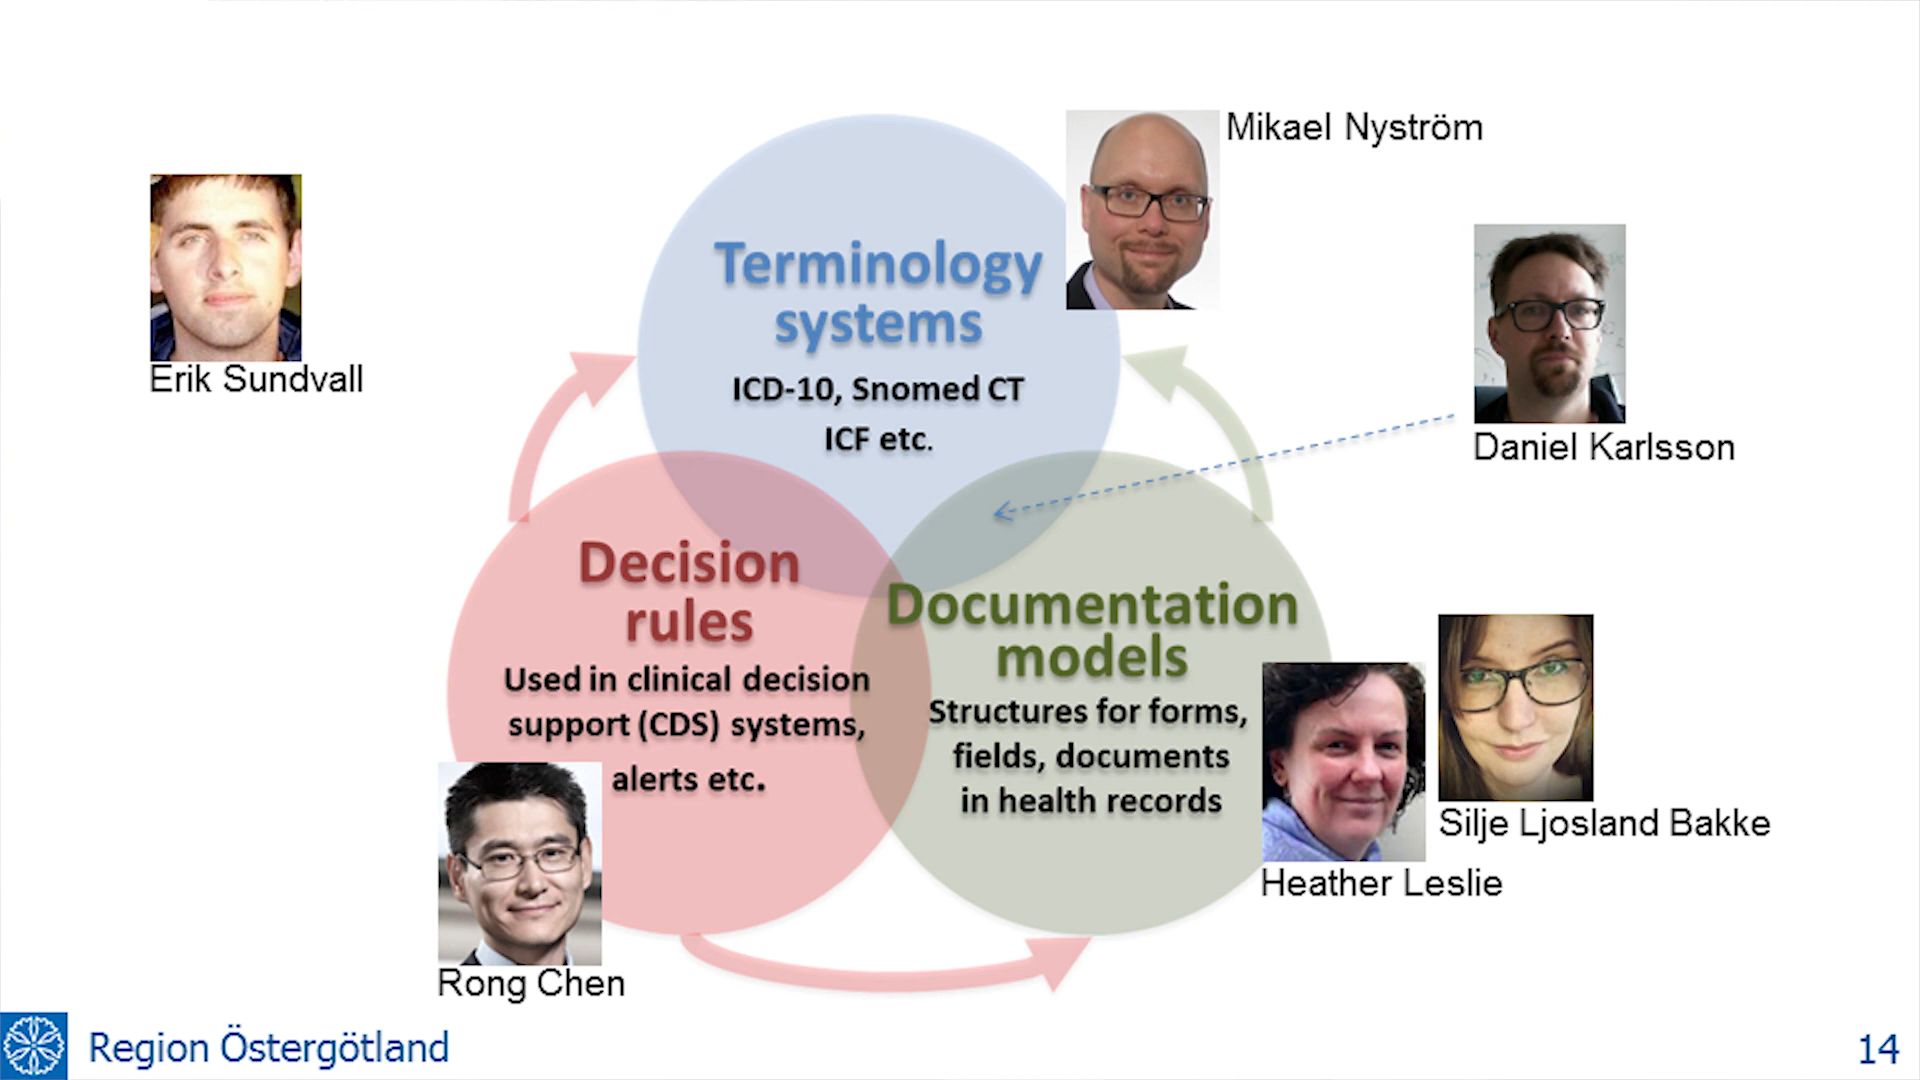 Mikael Nyström
Erik Sundvall
Terminology
systems
ICD-10, Snomed CT
ICF etc.
Daniel Karlsson
Decision
rules
Used in clinical decision
support (CDS) systems,
alerts etc.
Rong Chen
Documentation
models
Structures for forms,
fields, documents
in health records
Silje Ljosland Bakke
Heather Leslie
Region Östergötland
14